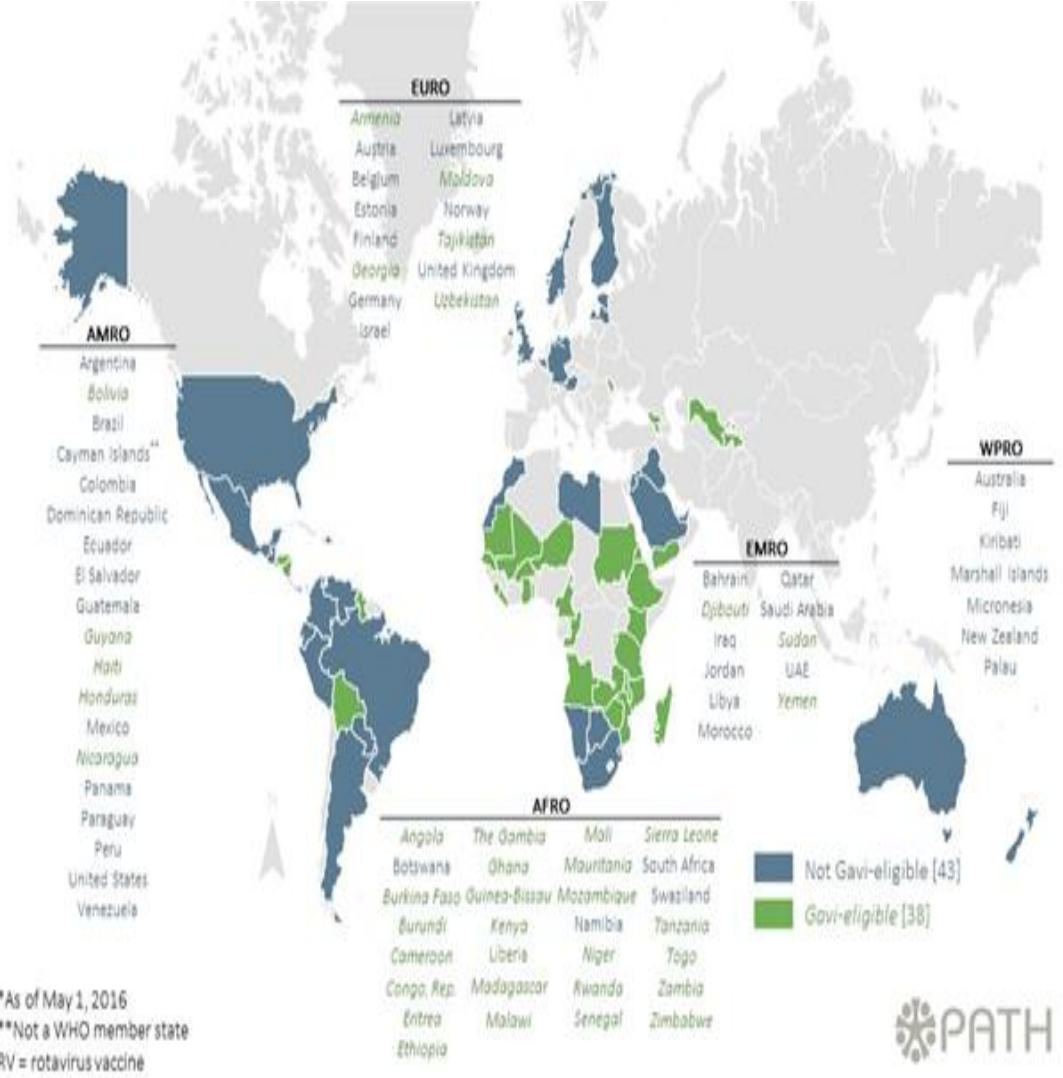 EURO
Armenia Latvia
Austria Luxembourg
Belgium Moldova
Estonia Norway
Finland Tajikistan
Georgia United Kingdom
Germany Uzbekistan
Israel
AMRO
Argentina
Bolivia
Brazil
Cayman Islands**
Colombia
Dominican Republic
Ecuador
El Salvador
Guatemala
Guyana
Haiti
Honduras
Mexico
Nicaragua
Panama
Paraguay
Peru
United States
Venezuela
WPRO
Australia
Fiji
Kiribati
Marshall Islands
Micronesia
New Zealand
Palau
EMRO
Bahrain Qatar
Djibouti Saudi Arabia
Iraq Sudan
Jordan UAE
Libya Yemen
Morocco
AFRO
Angola The Gambia Mali Sierra Leone
Botswana Ghana Mauritania South Africa
Burkina Faso Guinea-Bissau Mozambique Swaziland
Burundi Kenya Namibia Tanzania
Cameroon Liberia Niger Togo
Congo, Rep. Madagascar Rwanda Zambia
Eritrea Malawi Senegal Zimbabwe
Ethiopia
Not Gavi-eligible [43]
Gavi-eligible [38]
*As of May 1, 2016
**Not a WHO member state
RV = rotavirus vaccine
PATH